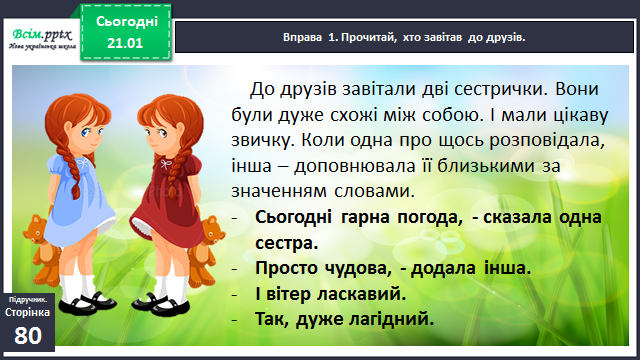 Всім.pptx
Нова українська школа
Сьогодні
21.01
Вправа 1. Прочитай, хто завітав до друзів.
До друзів завітали дві сестрички. Вони
були дуже схожі між собою. І мали цікаву
звичку. Коли одна про щось розповідала,
інша – доповнювала її близькими за
значенням словами.
- Сьогодні гарна погода, - сказала одна
сестра.
- Просто чудова, - додала інша.
- І вітер ласкавий.
- Так, дуже лагідний.
Підручник.
Сторінка
80